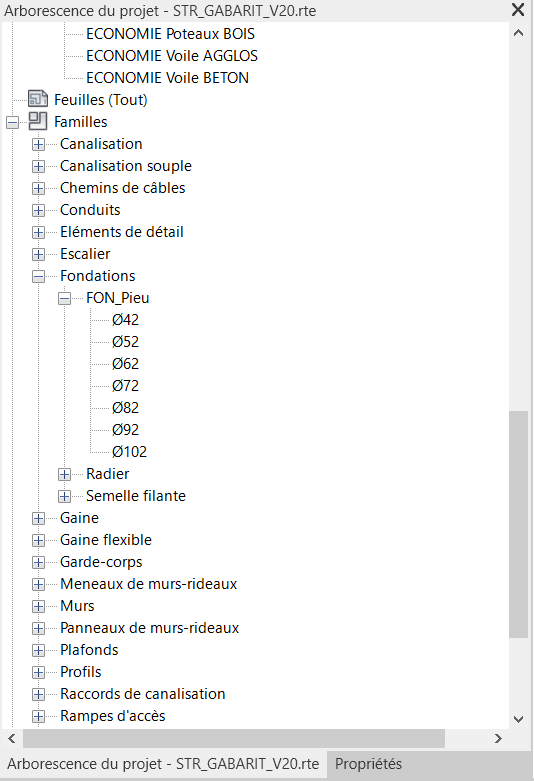 Arborescence du projet - STR_GABARIT_V20.rte
ECONOMIE Poteaux BOIS
ECONOMIE Voile AGGLOS
ECONOMIE Voile BETON
Feuilles (Tout)
Familles
Canalisation
Canalisation souple
Chemins de câbles
Conduits
Eléments de détail
Escalier
Fondations
FON_Pieu
Ø42
Ø52
Ø62
Ø72
Ø82
Ø92
Ø102
Radier
Semelle filante
Gaine
Gaine flexible
Garde-corps
Meneaux de murs-rideaux
Murs
Panneaux de murs-rideaux
Plafonds
Profils
Raccords de canalisation
Rampes d'accès
Arborescence du projet - STR_GABARIT_V20.rte Propriétés